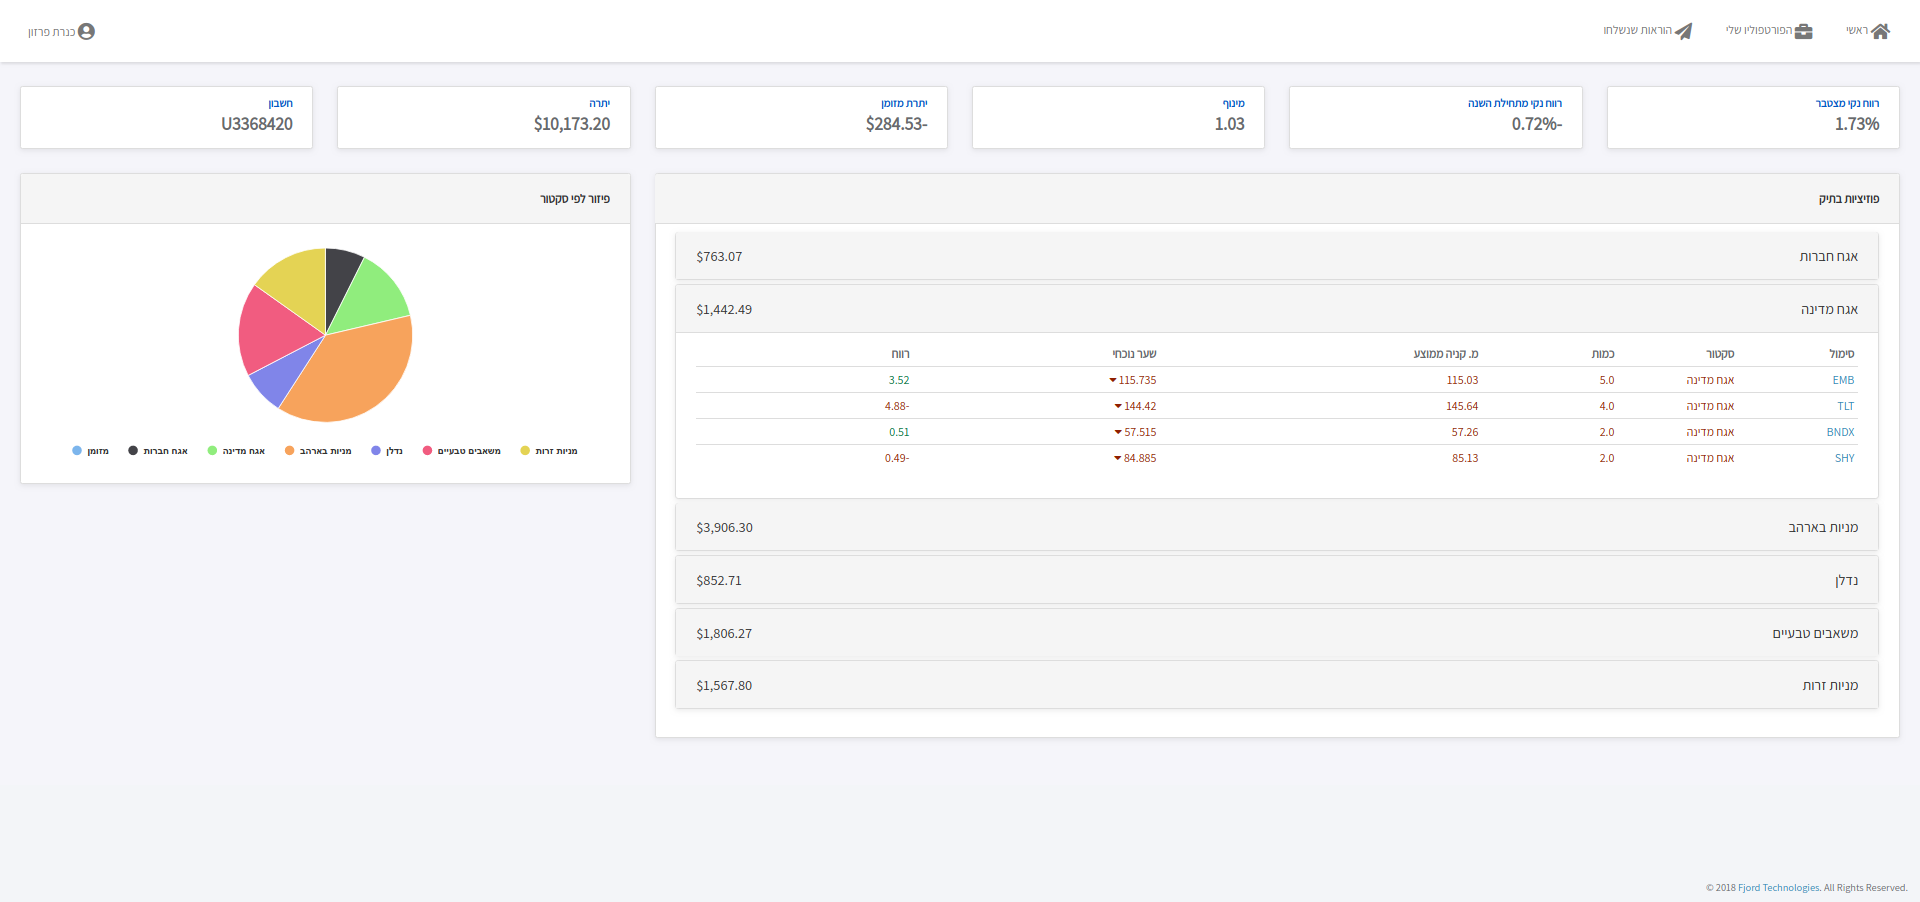 ראשי
הפורטפוליו שלי
הוראות שנשלחו
כנרת פרזון
רווח נקי מצטבר
1.73%
רווח נקי מתחילת השנה
0.72%-
מינוף
1.03
יתרת מזומן
$284.53-
יתרה
$10,173.20
חשבון
U3368420
פוזיציות בתיק
אגח חברות $763.07
אגח מדינה $1,442.49
סימול סקטור כמות מ. קניה ממוצע שער נוכחי רווח
EMB אגח מדינה 5.0 115.03 115.735 3.52
TLT אגח מדינה 4.0 145.64 144.42 4.88-
BNDX אגח מדינה 2.0 57.26 57.515 0.51
SHY אגח מדינה 2.0 85.13 84.885 0.49-
מניות בארהב $3,906.30
נדלן $852.71
משאבים טבעיים $1,806.27
מניות זרות $1,567.80
פיזור לפי סקטור
מניות זרות משאבים טבעיים נדלן מניות בארהב אגח מדינה אגח חברות מזומן
© 2018 Fjord Technologies. All Rights Reserved.